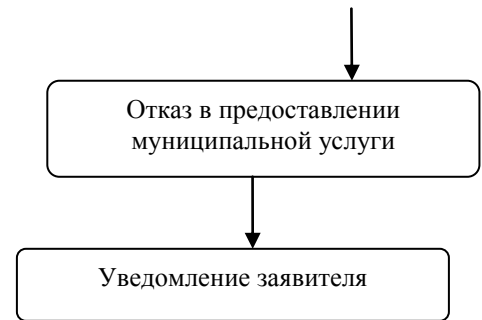 Отказ в предоставлении
муниципальной услуги
Уведомление заявителя